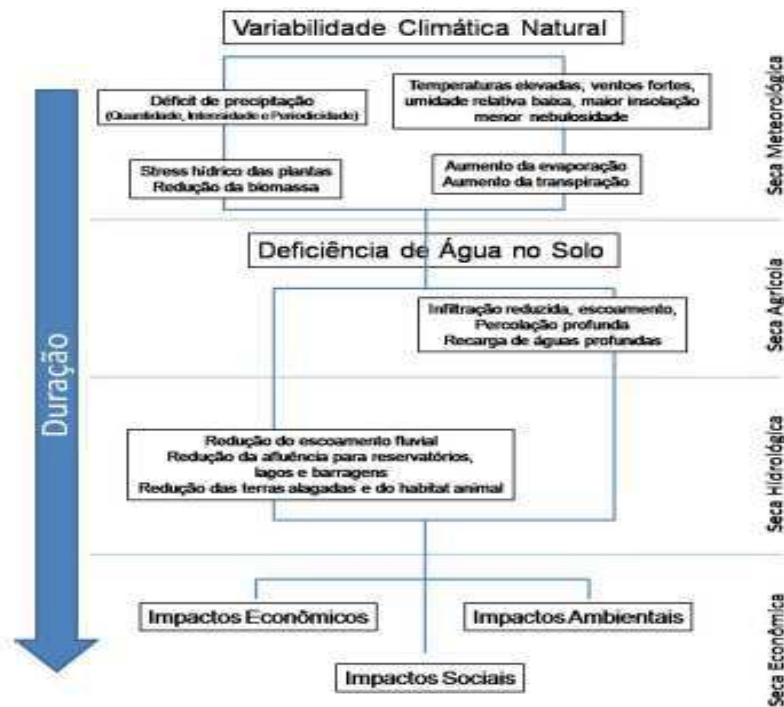 Variabilidade Climática Natural
Déficit de precipitação
(Quantidade, Intensidade e Periodicidade)
Temperaturas elevadas, ventos fortes,
umidade relativa baixa, maior insolação
menor nebulosidade
Stress hídrico das plantas
Redução da biomassa
Aumento da evaporação
Aumento da transpiração
Seca Meteorológica
Deficiência de Água no Solo
Infiltração reduzida, escoamento,
Percolação profunda
Recarga de águas profundas
Seca Agrícola
Duração
Redução do escoamento fluvial
Redução da afluência para reservatórios,
lagos e barragens
Redução das terras alagadas e do habitat animal
Seca Hidrológica
Impactos Econômicos
Impactos Ambientais
Impactos Sociais
Seca Econômica